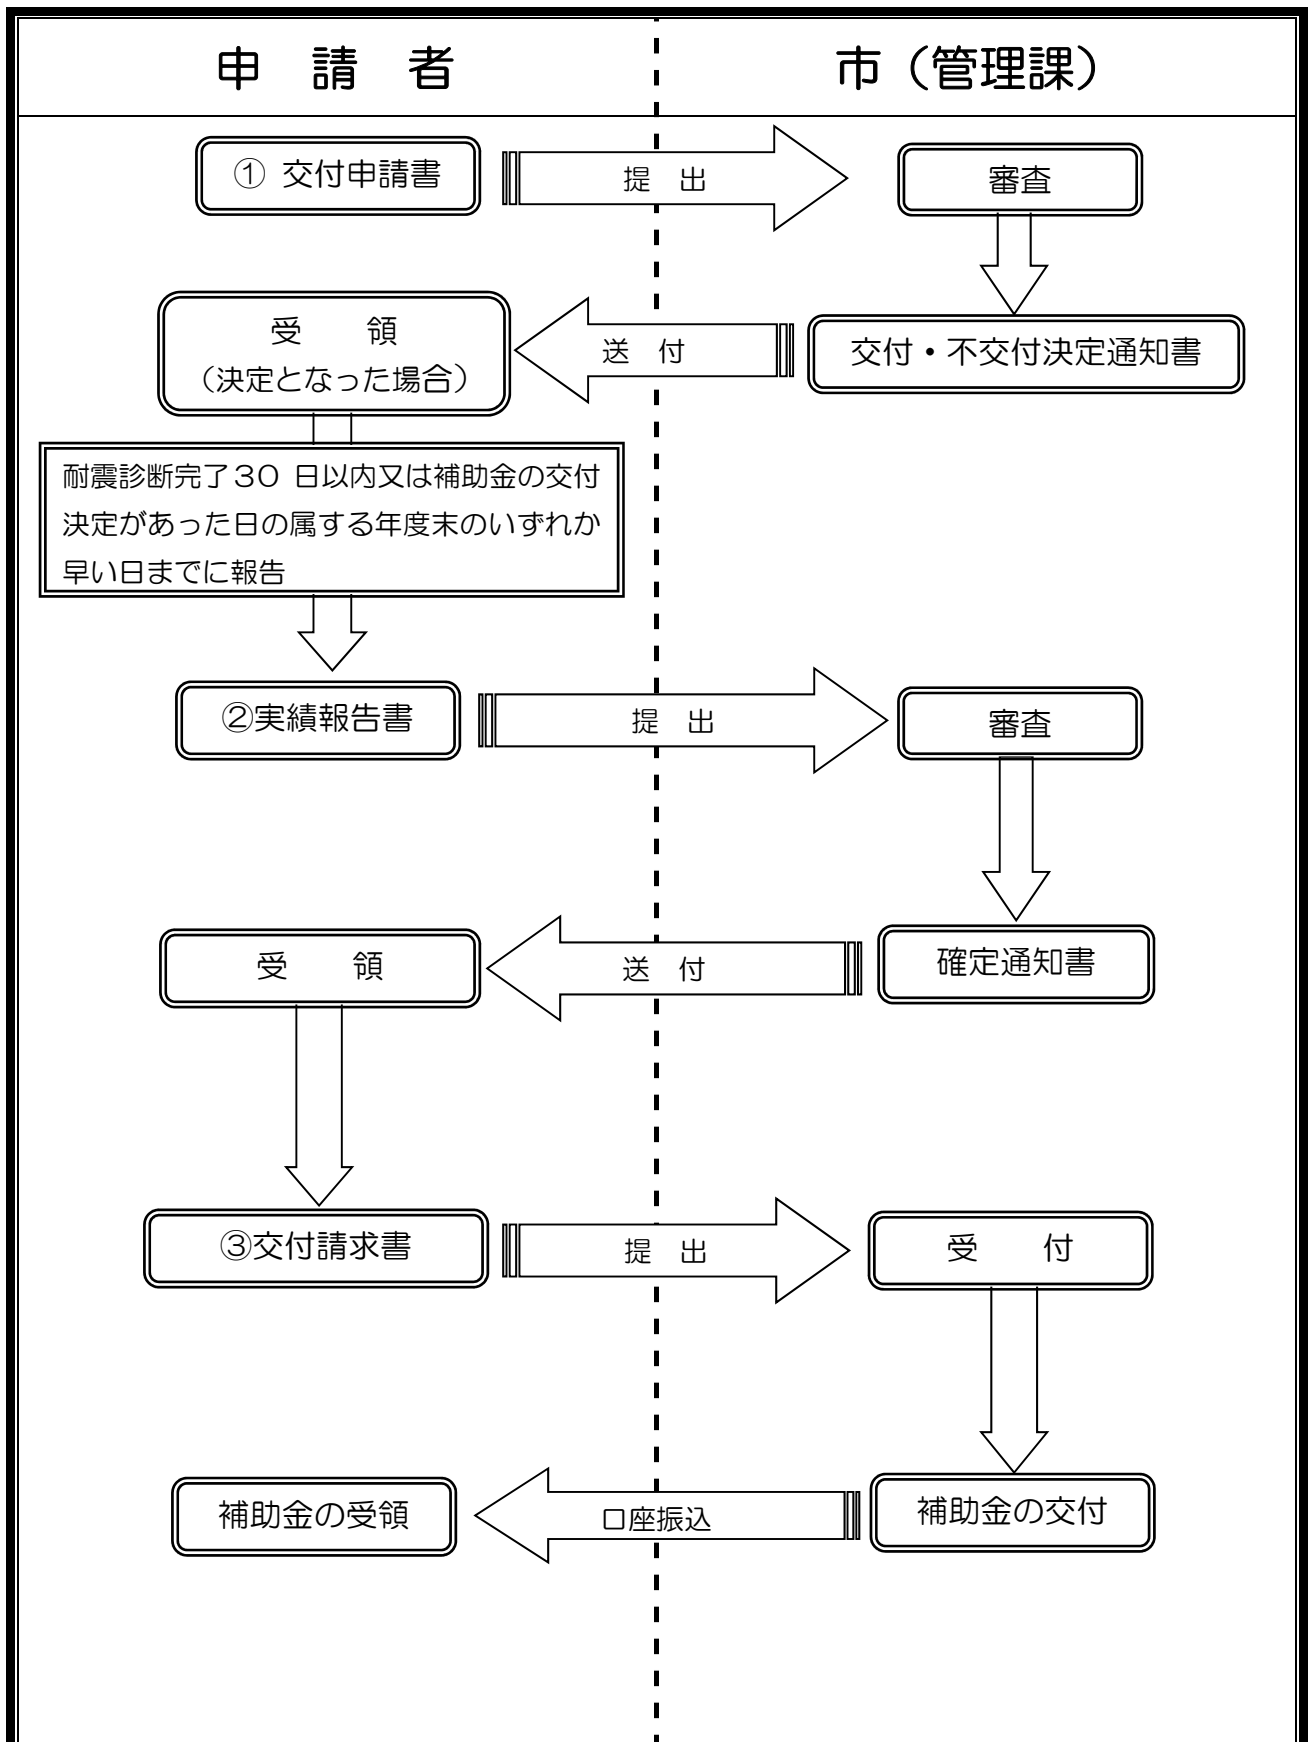 申　請　者
市（管理課）
① 交付申請書
提　出
審査
交付・不交付決定通知書
送　付
受　　領
（決定となった場合）
耐震診断完了３０ 日以内又は補助金の交付
決定があった日の属する年度末のいずれか
早い日までに報告
②実績報告書
提　出
審査
確定通知書
送　付
受　　領
③交付請求書
提　出
受　　付
補助金の交付
口座振込
補助金の受領